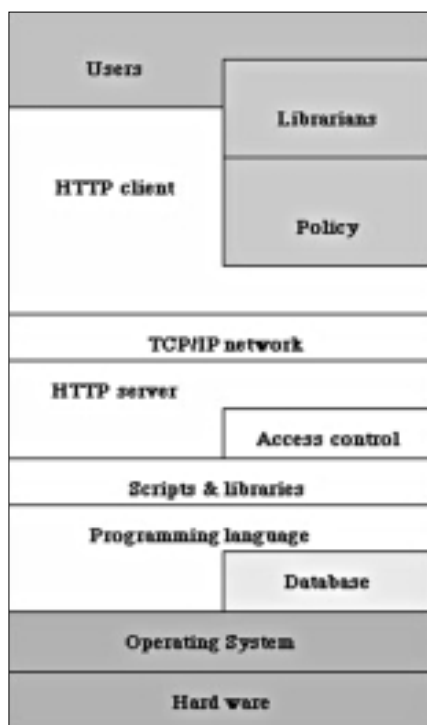 Users
Librarians
HTTP client
Policy
TCP/IP network
HTTP server
Access control
Scripts & libraries
Programming language
Database
Operating System
Hard ware